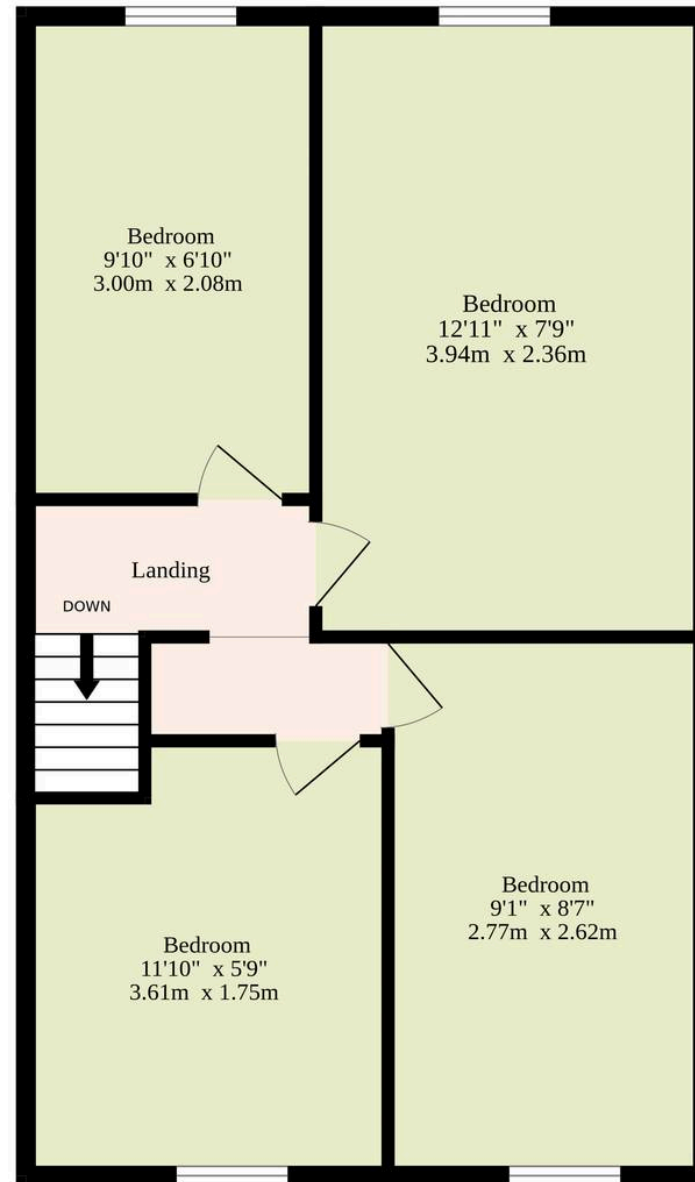 Bedroom
9'10" x 6'10"
3.00m x 2.08m
Bedroom
12'11" x 7'9"
3.94m x 2.36m
Landing
DOWN
Bedroom
9'1" x 8'7"
2.77m x 2.62m
Bedroom
11'10" x 5'9"
3.61m x 1.75m